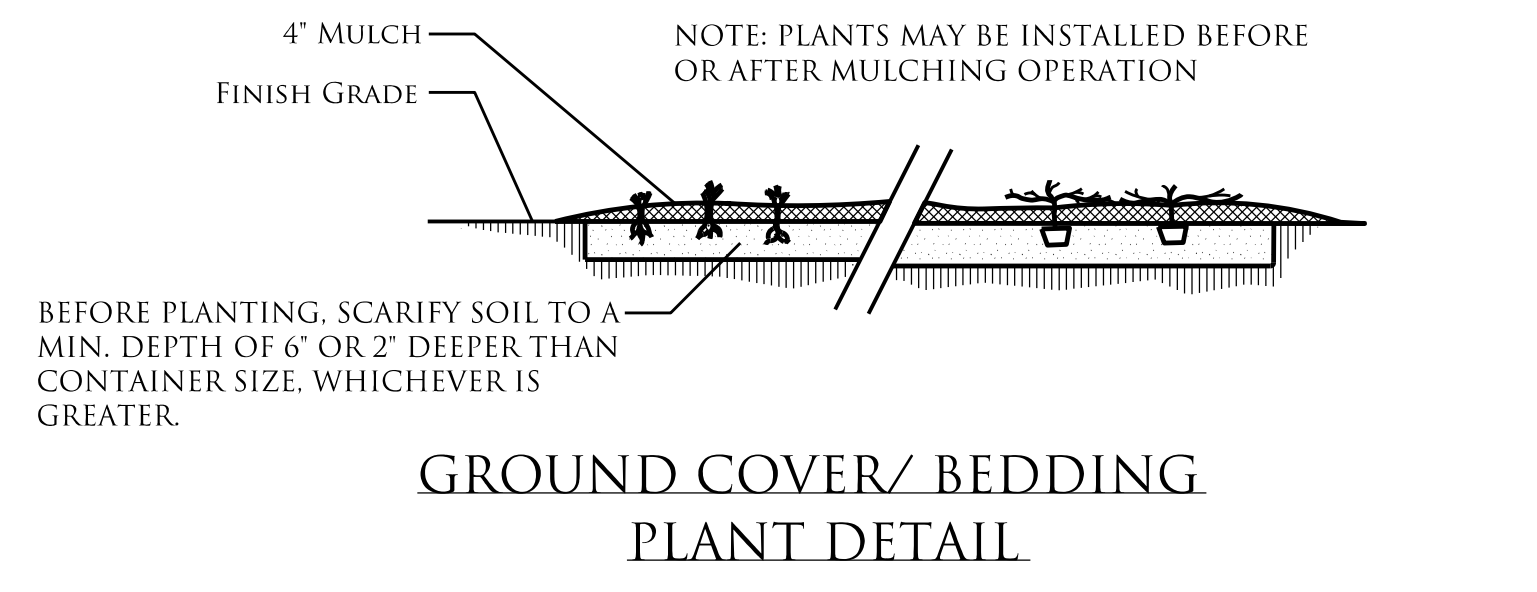 4" Mulch
Finish Grade
NOTE: PLANTS MAY BE INSTALLED BEFORE
OR AFTER MULCHING OPERATION
BEFORE PLANTING, SCARIFY SOIL TO A
MIN. DEPTH OF 6" OR 2" DEEPER THAN
CONTAINER SIZE, WHICHEVER IS
GREATER.
GROUND COVER/ BEDDING
PLANT DETAIL